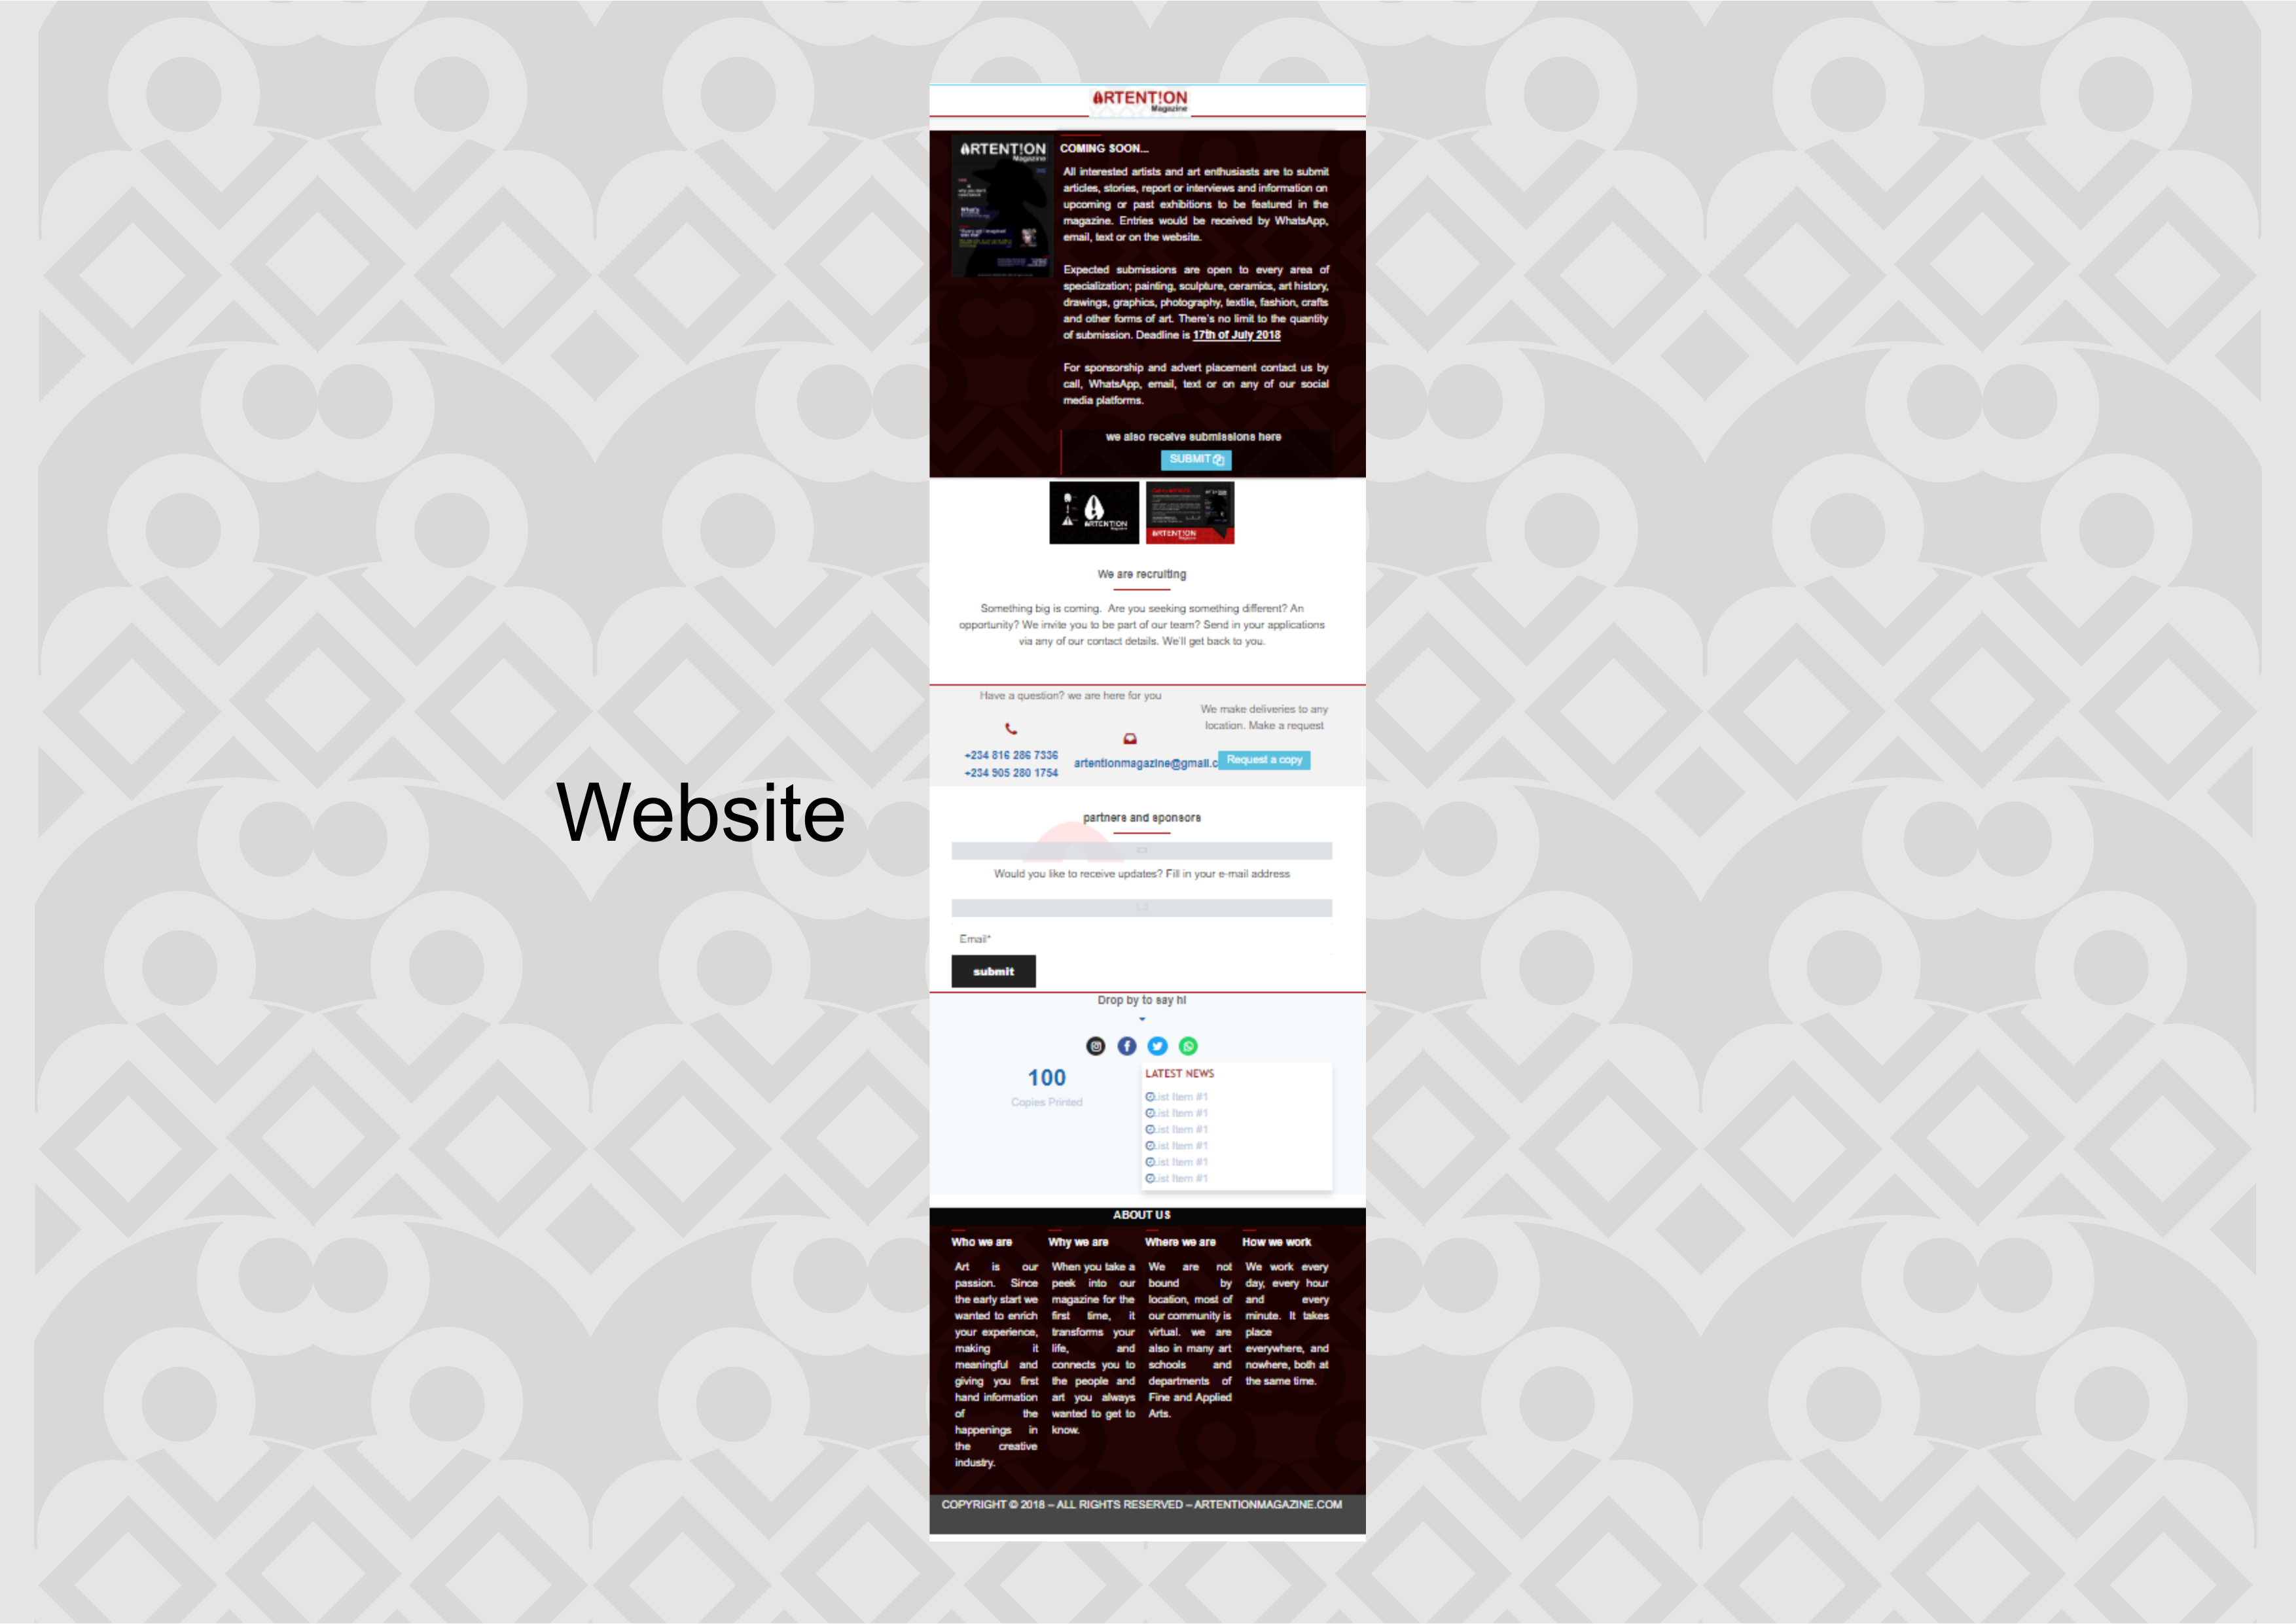 ARTENT!ON
Magazine
ARTENT!ON
Magazine
What's
COMING SOON...
All interested artists and art enthusiasts are to submit
articles, stories, report or interviews and information on
upcoming or past exhibitions to be featured in the
magazine. Entries would be received by WhatsApp,
email, text or on the website.
Expected submissions are open to every area of
specialization; painting, sculpture, ceramics, art history,
drawings, graphics, photography, textile, fashion, crafts
and other forms of art. There's no limit to the quantity
of submission. Deadline is 17th of July 2018
For sponsorship and advert placement contact us by
call, WhatsApp, email, text or on any of our social
media platforms.
we also receive submissions here
SUBMIT
ARTENTION
Magazine
ARTENT!ON
Magazine
We are recruiting
Something big is coming. Are you seeking something different? An
opportunity? We invite you to be part of our team? Send in your applications
via any of our contact details. We'll get back to you.
Have a question? we are here for you
+234 816 286 7336
+234 905 280 1754
artentionmagazine@gmail.c
We make deliveries to any
location. Make a request
Request a copy
Website
partners and sponsors
Would you like to receive updates? Fill in your e-mail address
Email*
submit
Drop by to say hi
100
Copies Printed
LATEST NEWS
List Item #1
List Item #1
List Item #1
List Item #1
List Item #1
List Item #1
ABOUT US
Who we are
Art is our
passion. Since
the early start we
wanted to enrich
your experience,
making it
meaningful and
giving you first
hand information
of the
happenings in
the creative
industry.
Why we are
When you take a
peek into our
magazine for the
first time, it
transforms your
life, and
connects you to
the people and
art you always
wanted to get to
know.
Where we are
We are not
bound by
location, most of
our community is
virtual. we are
also in many art
schools and
departments of
Fine and Applied
Arts.
How we work
We work every
day, every hour
and every
minute. It takes
place
everywhere, and
nowhere, both at
the same time.
COPYRIGHT © 2018 – ALL RIGHTS RESERVED – ARTENTIONMAGAZINE.COM